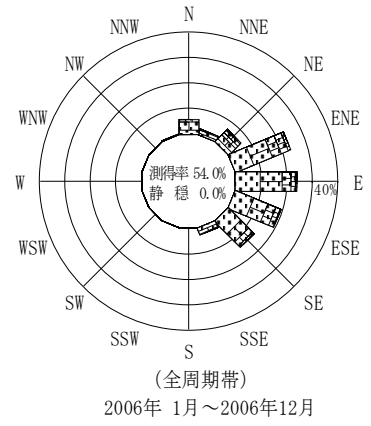 N
NNW NNE
NW NE
WNW ENE
測得率 54.0%
W E
静 穏 0.0%
40%
WSW ESE
SW SE
SSW SSE
S
(全周期帯)
2006年 1月～2006年12月